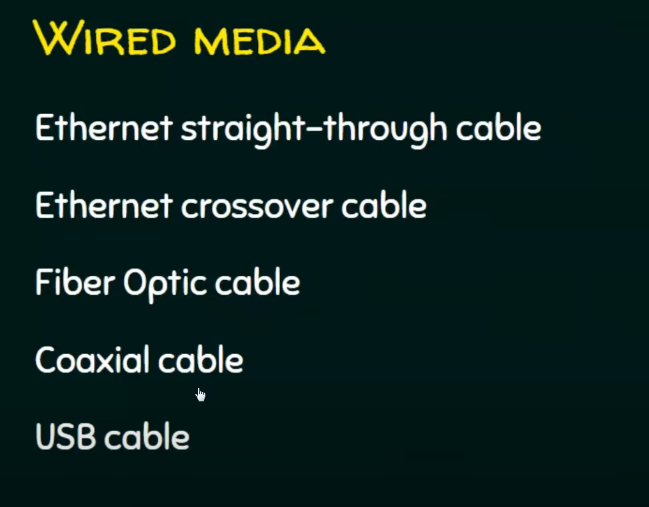 WIRED MEDIA
Ethernet straight-through cable
Ethernet crossover cable
Fiber Optic cable
Coaxial cable
USB cable